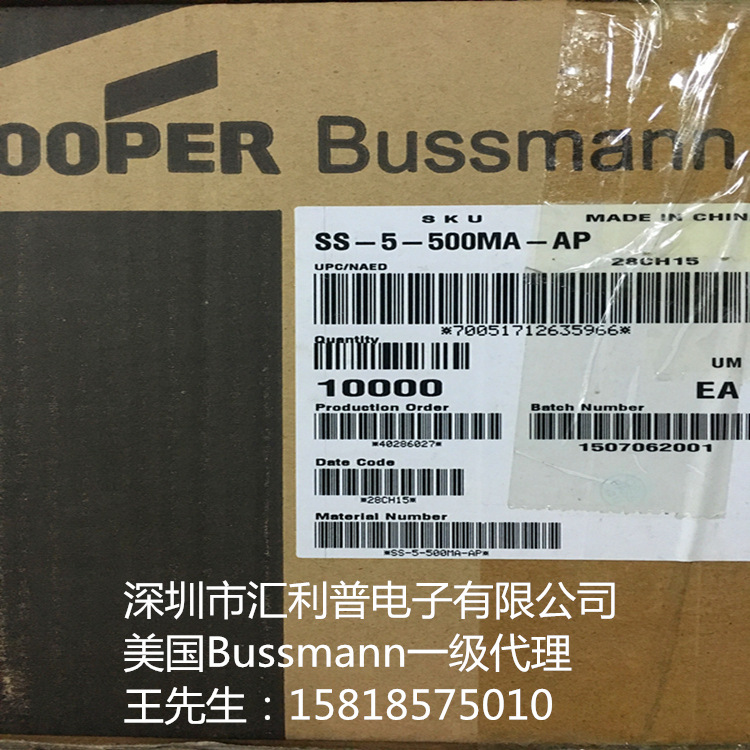 OOPER Bussmann
SKU MADE IN CHIN
SS-5-500MA-AP 28CH15
UPC/NAED
*70051712635966*
Quantity
UM
10000 EA
Production Order Batch Number
*40286027* 1507062001
Date Code
*28CH15*
Material Number
*SS-5-500MA-AP*
深圳市汇利普电子有限公司
美国Bussmann一级代理
王先生：15818575010